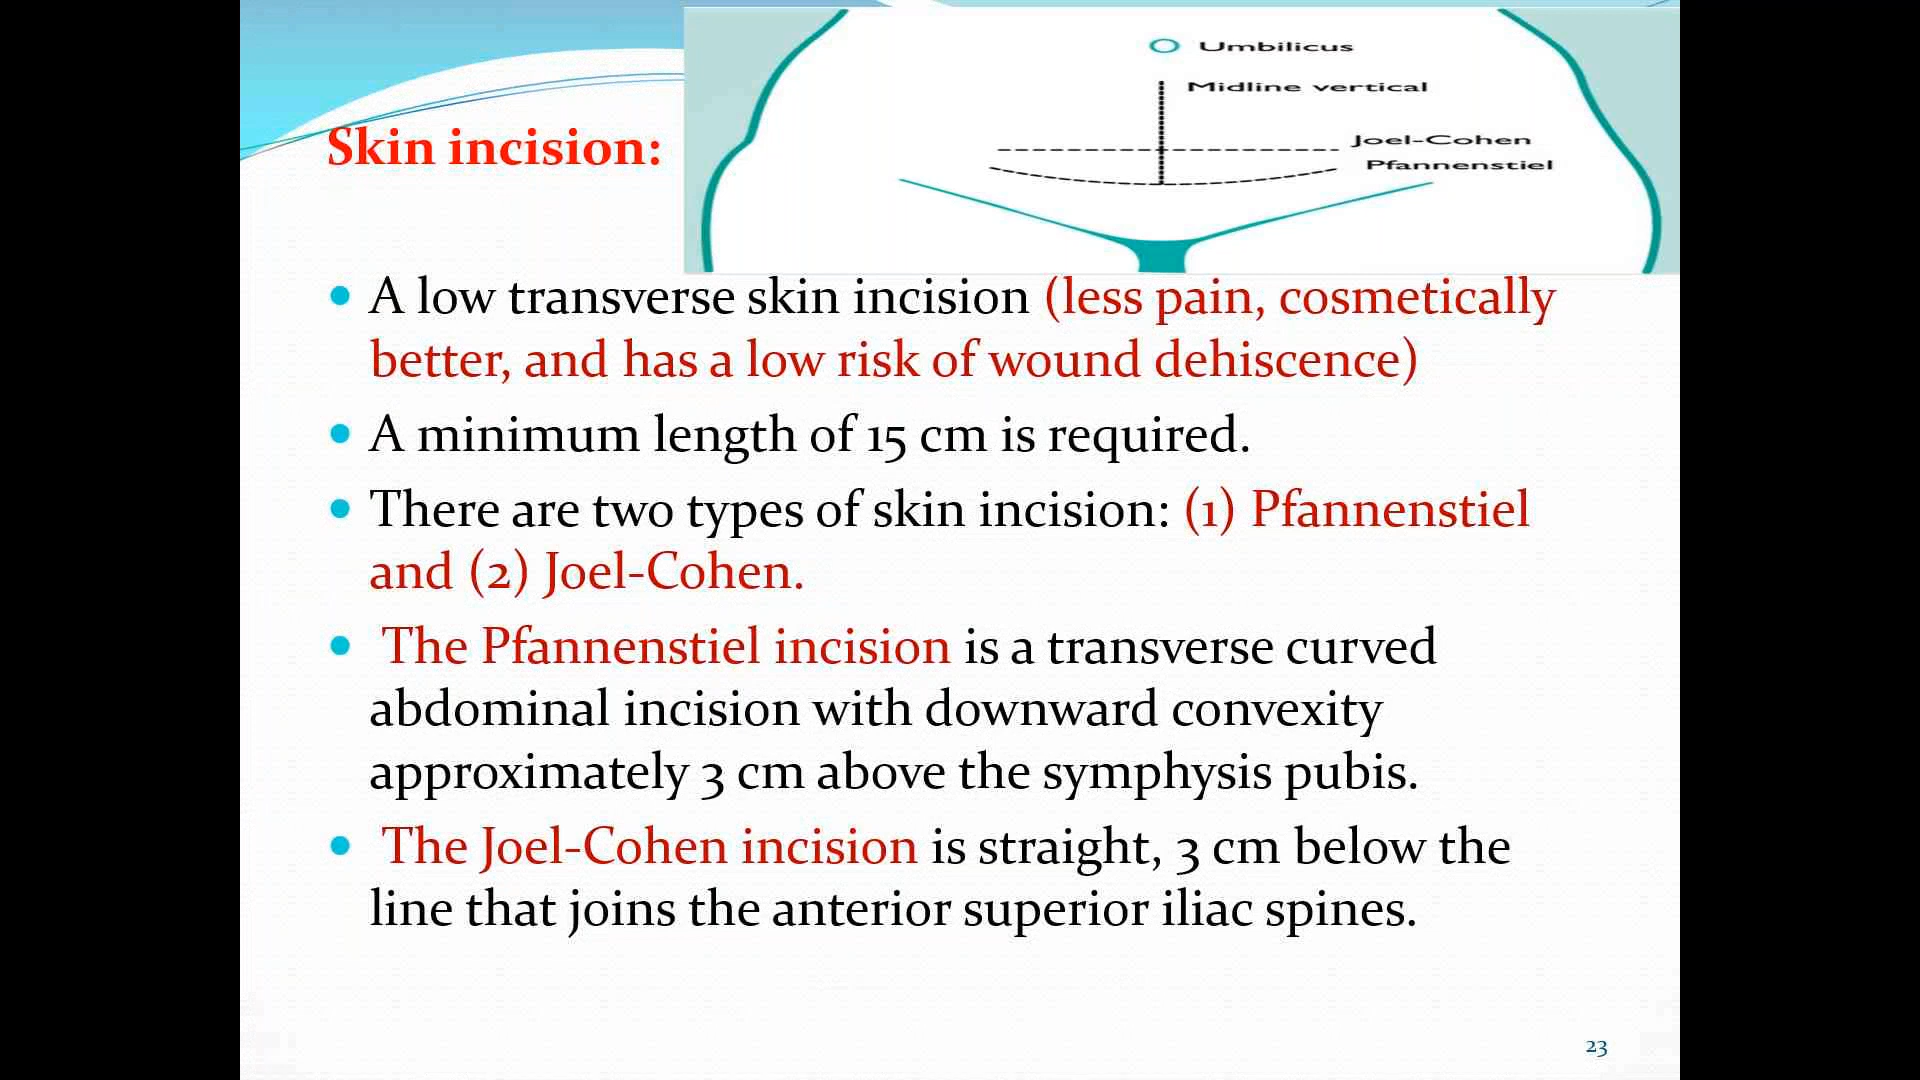 Umbilicus
Midline vertical
Joel-Cohen
Pfannenstiel
Skin incision:
• A low transverse skin incision (less pain, cosmetically
better, and has a low risk of wound dehiscence)
• A minimum length of 15 cm is required.
• There are two types of skin incision: (1) Pfannenstiel
and (2) Joel-Cohen.
• The Pfannenstiel incision is a transverse curved
abdominal incision with downward convexity
approximately 3 cm above the symphysis pubis.
• The Joel-Cohen incision is straight, 3 cm below the
line that joins the anterior superior iliac spines.
23